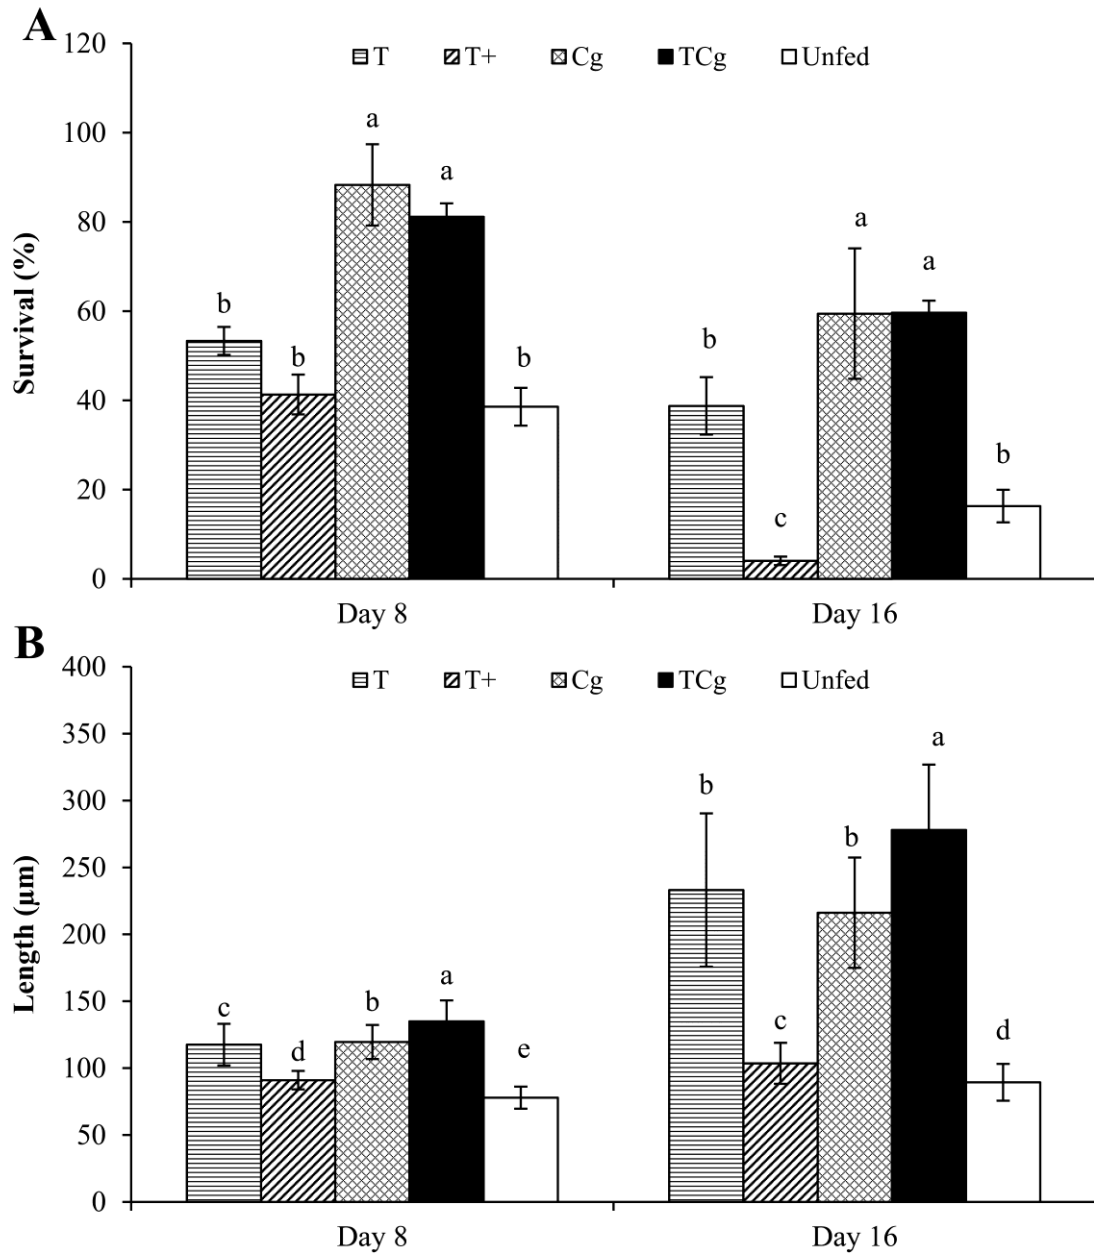 A
120
100
80
60
40
20
0
Survival (%)
T T+ Cg TCg Unfed
b b a a b
b c a a b
Day 8 Day 16
B
400
350
300
250
200
150
100
50
0
Length (µm)
T T+ Cg TCg Unfed
c d b a e
b c b a d
Day 8 Day 16